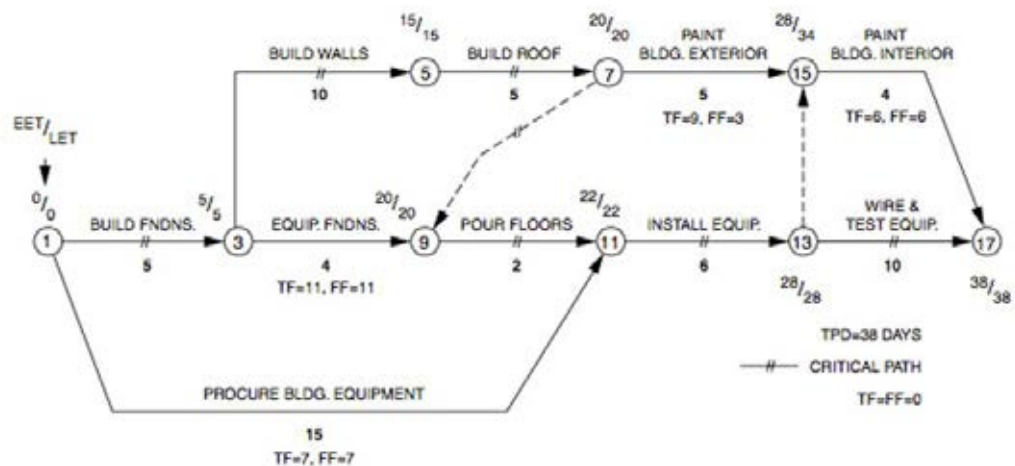 15/15
20/20
28/34
BUILD WALLS
10
5
BUILD ROOF
5
7
PAINT
BLDG. EXTERIOR
5
TF=9, FF=3
15
PAINT
BLDG. INTERIOR
4
TF=6, FF=6
EET/LET
0/0
1
BUILD FNDNS.
5
5/5
3
EQUIP. FNDNS.
4
TF=11, FF=11
20/20
9
POUR FLOORS
2
22/22
11
INSTALL EQUIP.
6
13
28/28
WIRE &
TEST EQUIP.
10
17
38/38
PROCURE BLDG. EQUIPMENT
15
TF=7, FF=7
TPD=38 DAYS
CRITICAL PATH
TF=FF=0